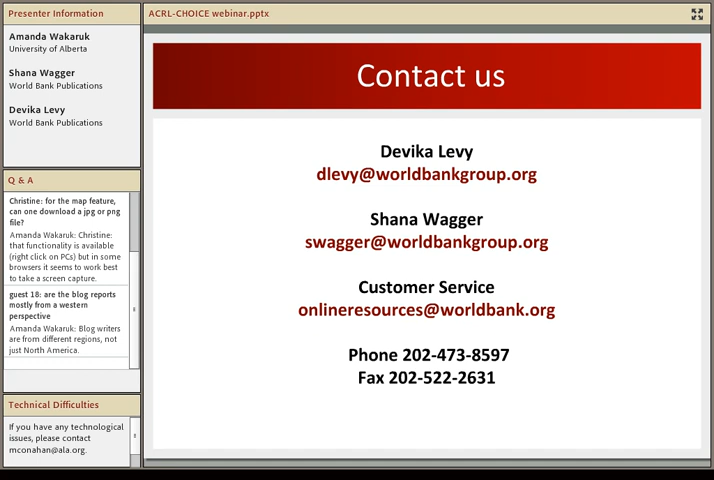 Presenter Information
Amanda Wakaruk
University of Alberta
Shana Wagger
World Bank Publications
Devika Levy
World Bank Publications
Q & A
Christine: for the map feature,
can one download a jpg or png
file?
Amanda Wakaruk: Christine:
that functionality is available
(right click on PCs) but in some
browsers it seems to work best
to take a screen capture.
guest 18: are the blog reports
mostly from a western
perspective
Amanda Wakaruk: Blog writers
are from different regions, not
just North America.
Technical Difficulties
If you have any technological
issues, please contact
mconahan@ala.org.
ACRL-CHOICE webinar.pptx
Contact us
Devika Levy
dlevy@worldbankgroup.org
Shana Wagger
swagger@worldbankgroup.org
Customer Service
onlineresources@worldbank.org
Phone 202-473-8597
Fax 202-522-2631